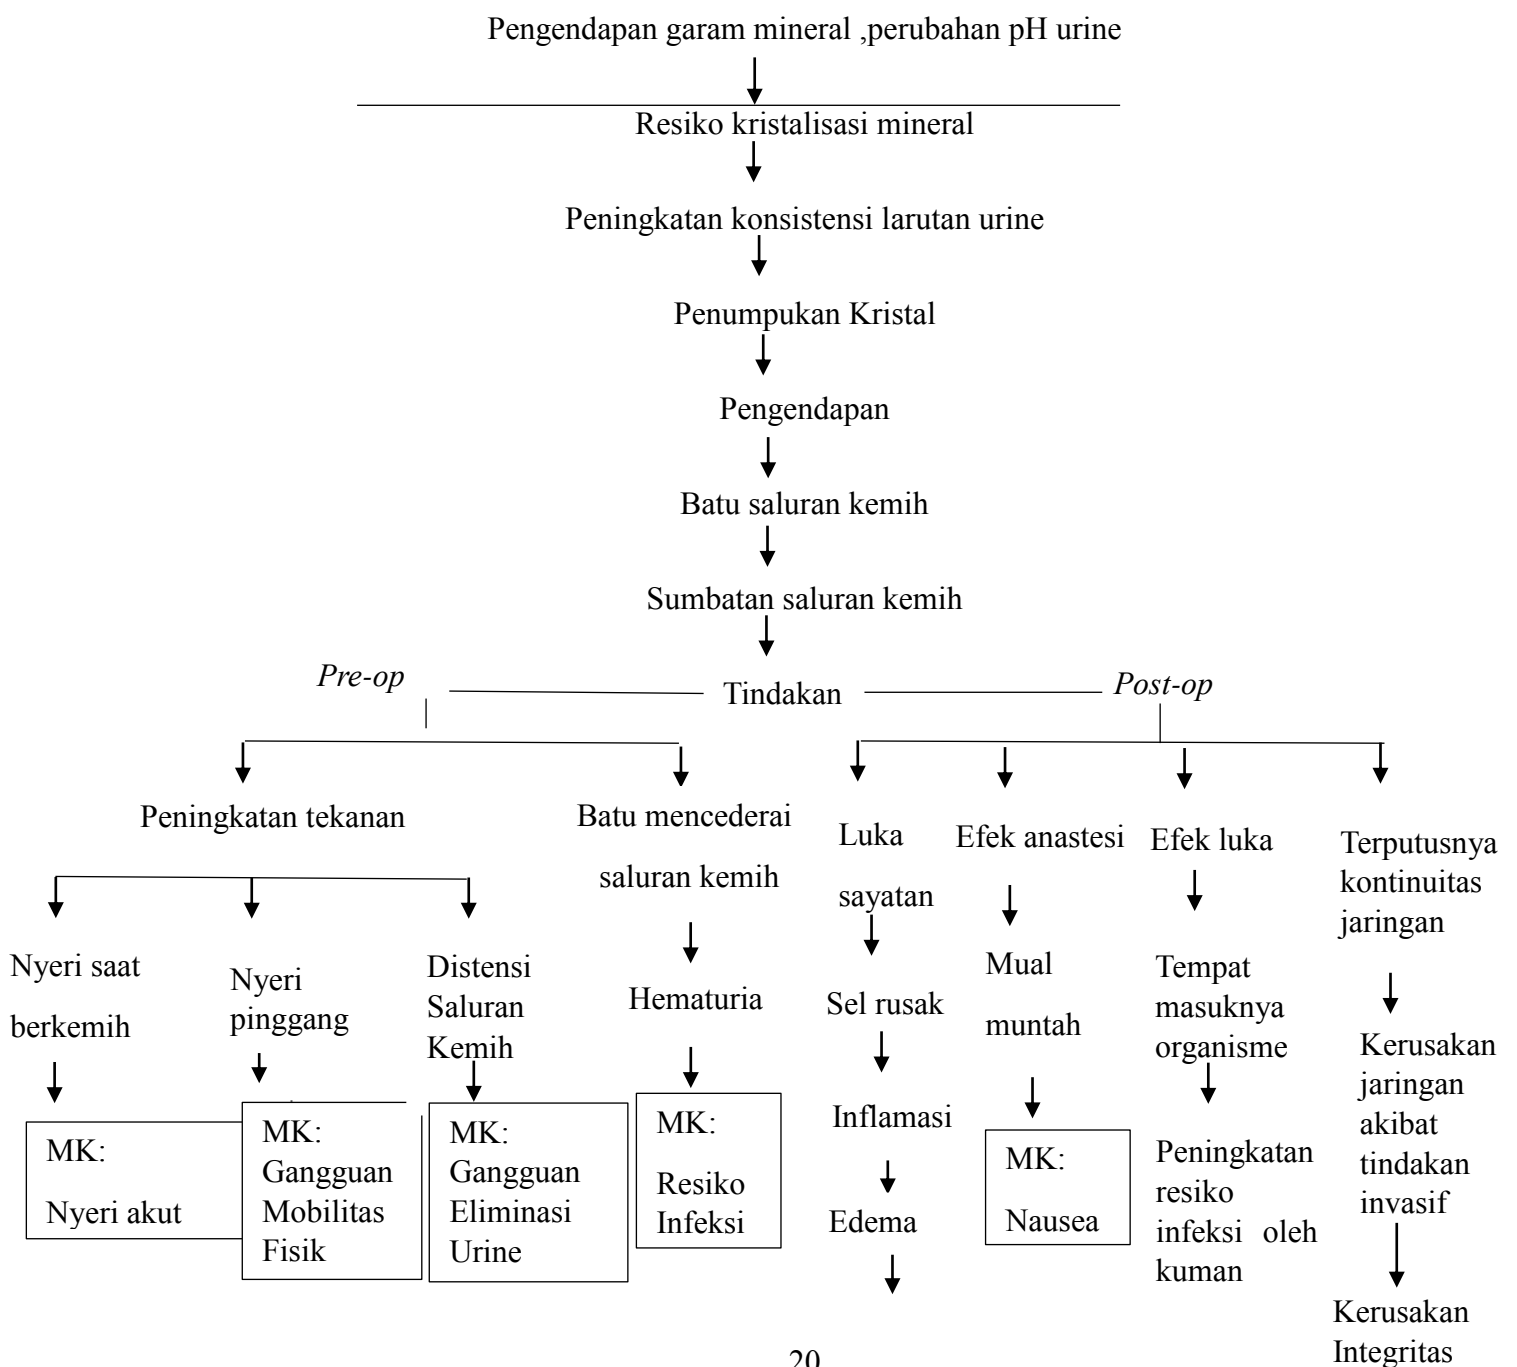 Pengendapan garam mineral ,perubahan pH urine
Resiko kristalisasi mineral
Peningkatan konsistensi larutan urine
Penumpukan Kristal
Pengendapan
Batu saluran kemih
Sumbatan saluran kemih
Pre-op
Tindakan
Post-op
Peningkatan tekanan
Batu mencederai
saluran kemih
Luka
sayatan
Efek anastesi
Efek luka
Terputusnya
kontinuitas
jaringan
Nyeri saat
berkemih
Nyeri
pinggang
Distensi
Saluran
Kemih
Hematuria
Sel rusak
Mual
muntah
Tempat
masuknya
organisme
Kerusakan
jaringan
akibat
tindakan
invasif
MK:
Nyeri akut
MK:
Gangguan
Mobilitas
Fisik
MK:
Gangguan
Eliminasi
Urine
MK:
Resiko
Infeksi
Inflamasi
Edema
MK:
Nausea
Peningkatan
resiko
infeksi oleh
kuman
Kerusakan
Integritas
20